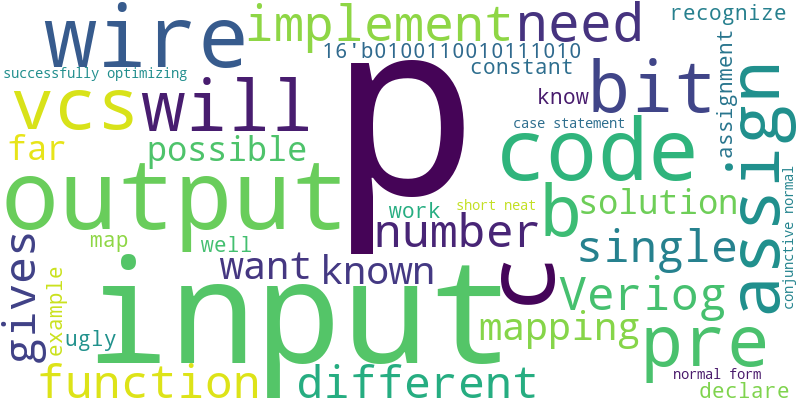 wire implement need recognize
16'b0100110010111010
successfully optimizing constant
vcs will p bit know assignment
case statement
far possible code assign
output input b solution
work short neat
map well number single
conjunctive normal
gives want known c Veriog
example ugly mapping pre
function different normal form
declare